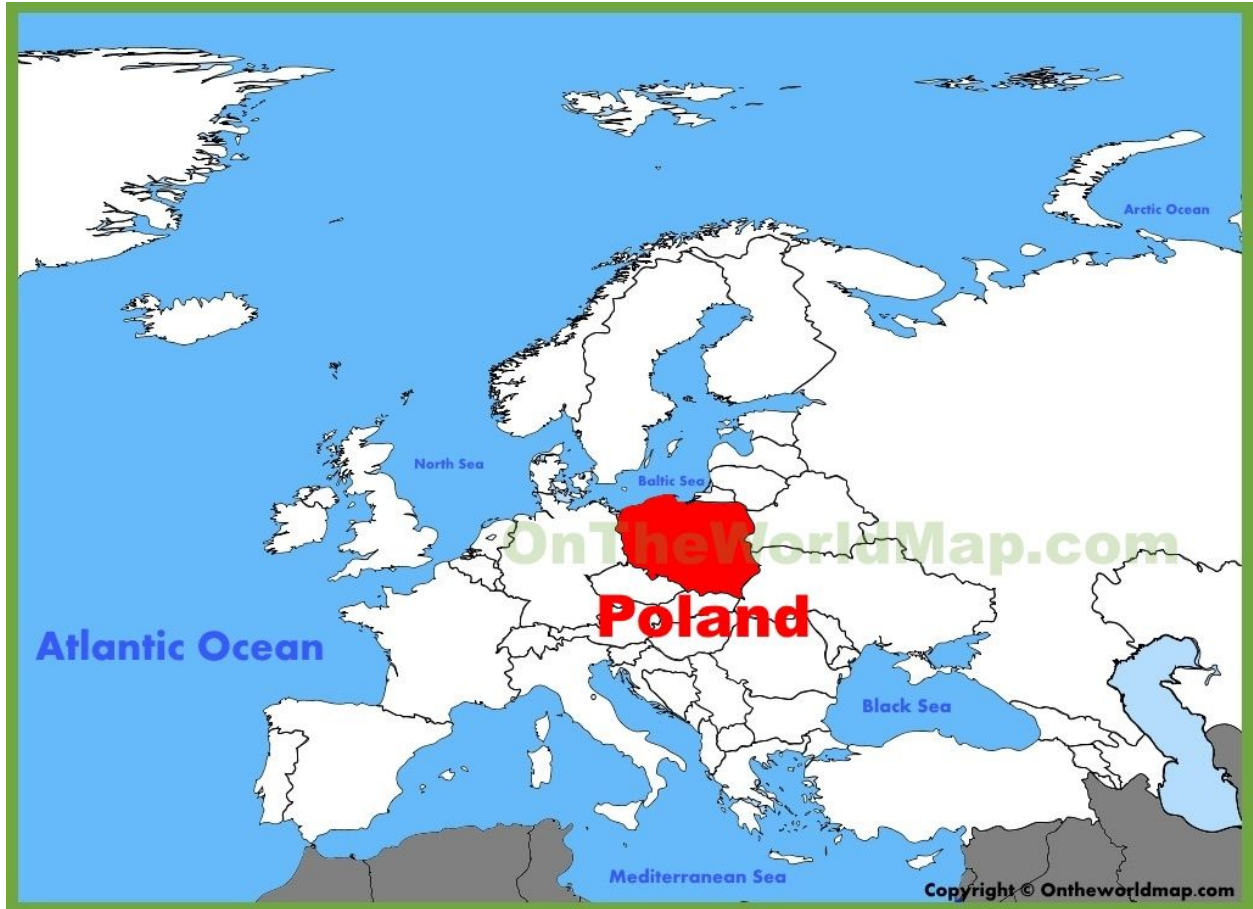 Arctic Ocean
North Sea
Baltic Sea
OnTheWorldMap.com
Poland
Atlantic Ocean
Black Sea
Mediterranean Sea
Copyright © Ontheworldmap.com